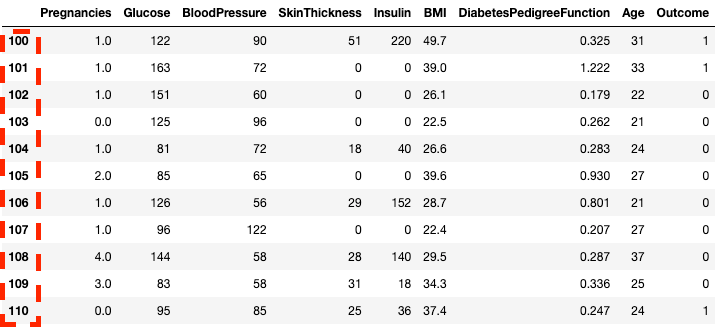 Pregnancies Glucose BloodPressure SkinThickness Insulin BMI DiabetesPedigreeFunction Age Outcome
100 1.0 122 90 51 220 49.7 0.325 31 1
101 1.0 163 72 0 0 39.0 1.222 33 1
102 1.0 151 60 0 0 26.1 0.179 22 0
103 0.0 125 96 0 0 22.5 0.262 21 0
104 1.0 81 72 18 40 26.6 0.283 24 0
105 2.0 85 65 0 0 39.6 0.930 27 0
106 1.0 126 56 29 152 28.7 0.801 21 0
107 1.0 96 122 0 0 22.4 0.207 27 0
108 4.0 144 58 28 140 29.5 0.287 37 0
109 3.0 83 58 31 18 34.3 0.336 25 0
110 0.0 95 85 25 36 37.4 0.247 24 1